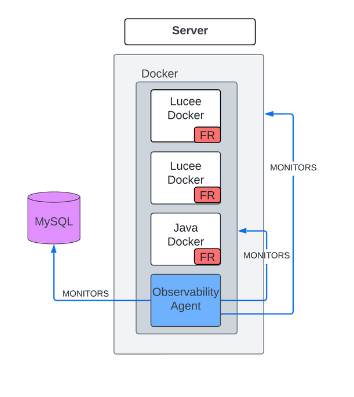 Server
Docker
Lucee
Docker
FR
MONITORS
Lucee
Docker
FR
MySQL
Java
Docker
FR
MONITORS
Observability
Agent
MONITORS